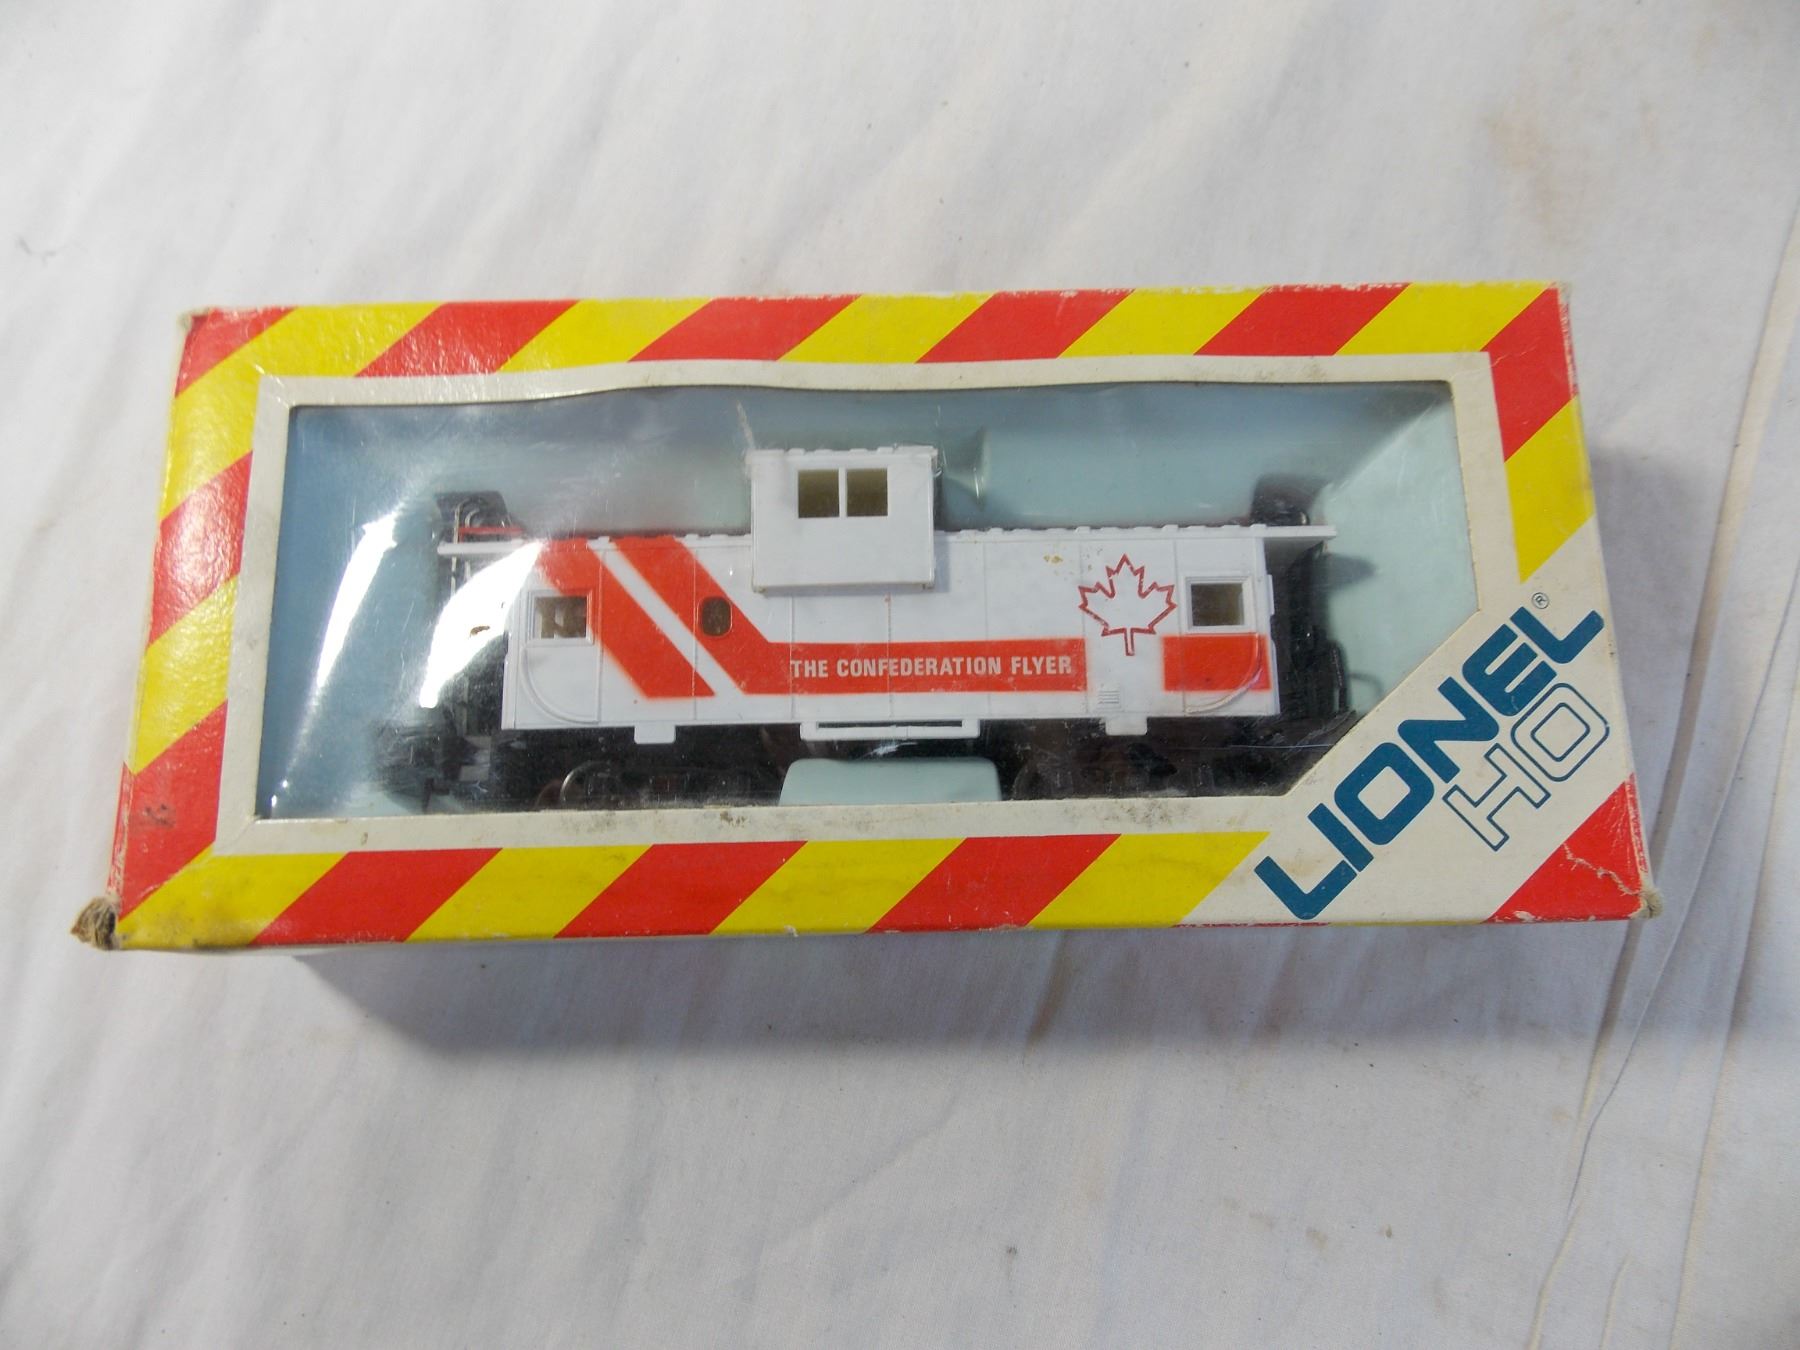 THE CONFEDERATION FLYER
LIONEL®
HO